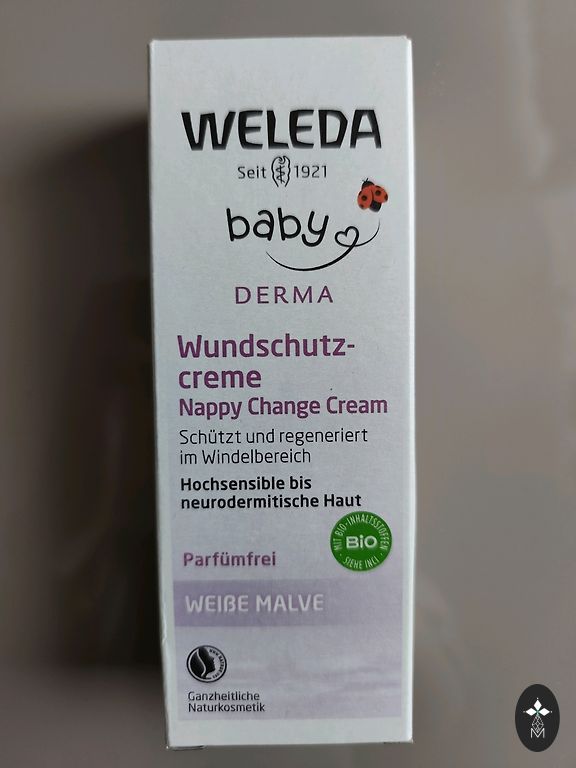 WELEDA
Seit 1921
baby
DERMA
Wundschutz-
creme
Nappy Change Cream
Schützt und regeneriert
im Windelbereich
Hochsensible bis
neurodermitische Haut
MIT BIO-INHALTSSTOFFEN
BiO
SIEHE INCI
Parfümfrei
WEIßE MALVE
Ganzheitliche
Naturkosmetik
M